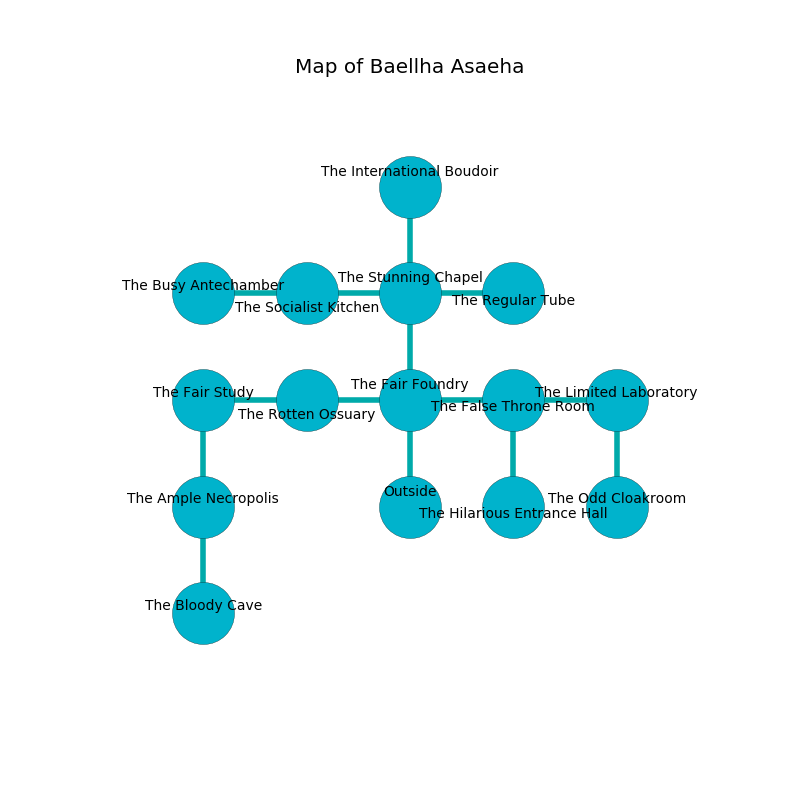 Map of Baellha Asaeha
The International Boudoir
The Stunning Chapel
The Busy Antechamber
The Regular Tube
The Socialist Kitchen
The Fair Foundry
The Fair Study
The Limited Laboratory
The False Throne Room
The Rotten Ossuary
Outside
The Ample Necropolis
The Odd Cloakroom
The Hilarious Entrance Hall
The Bloody Cave